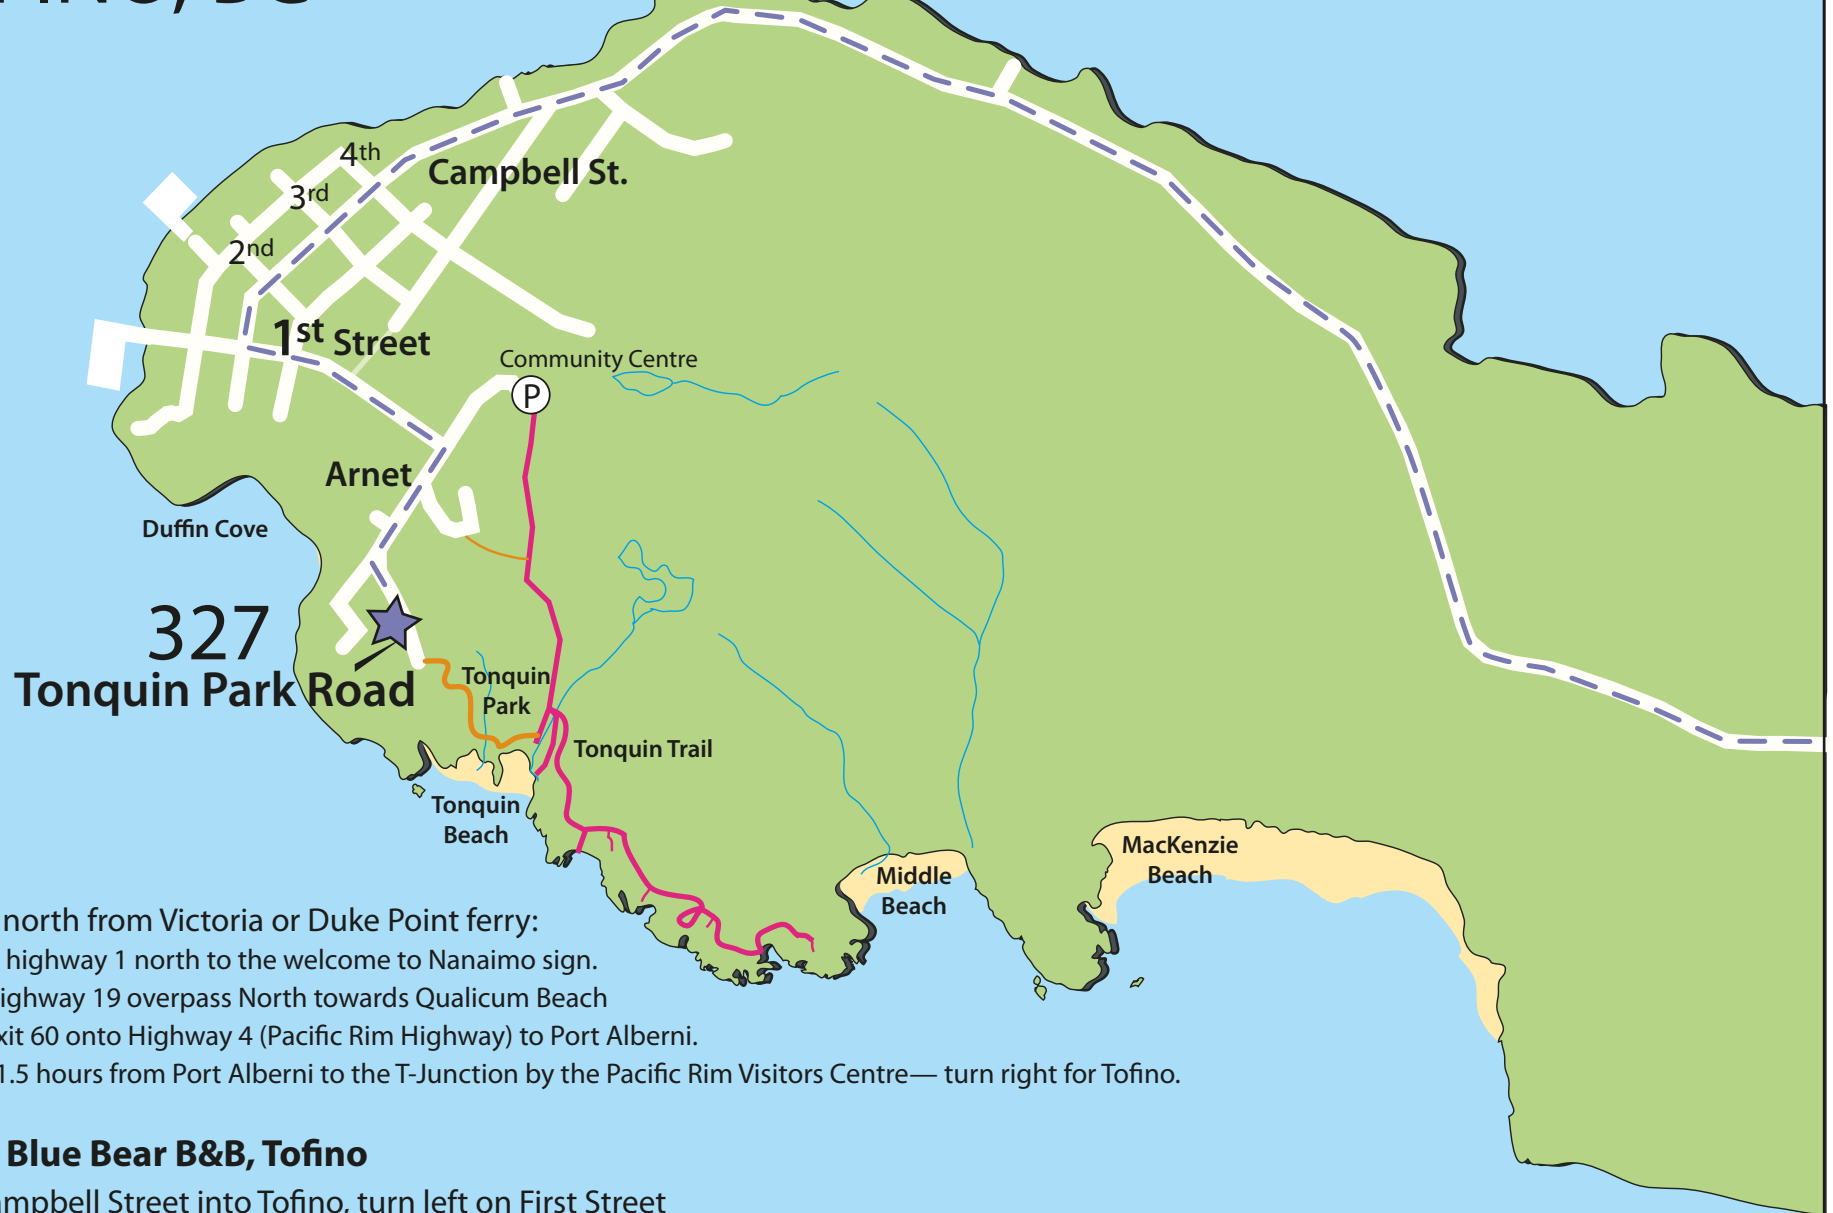 BC
4th
3rd
Campbell St.
2nd
1st Street
Community Centre
P
Arnet
Duffin Cove
327
Tonquin Park Road
Tonquin
Park
Tonquin Trail
Tonquin
Beach
MacKenzie
Beach
Middle
Beach
north from Victoria or Duke Point ferry:
highway 1 north to the welcome to Nanaimo sign.
ighway 19 overpass North towards Qualicum Beach
xit 60 onto Highway 4 (Pacific Rim Highway) to Port Alberni.
1.5 hours from Port Alberni to the T-Junction by the Pacific Rim Visitors Centre— turn right for Tofino.
Blue Bear B&B, Tofino
ampbell Street into Tofino, turn left on First Street